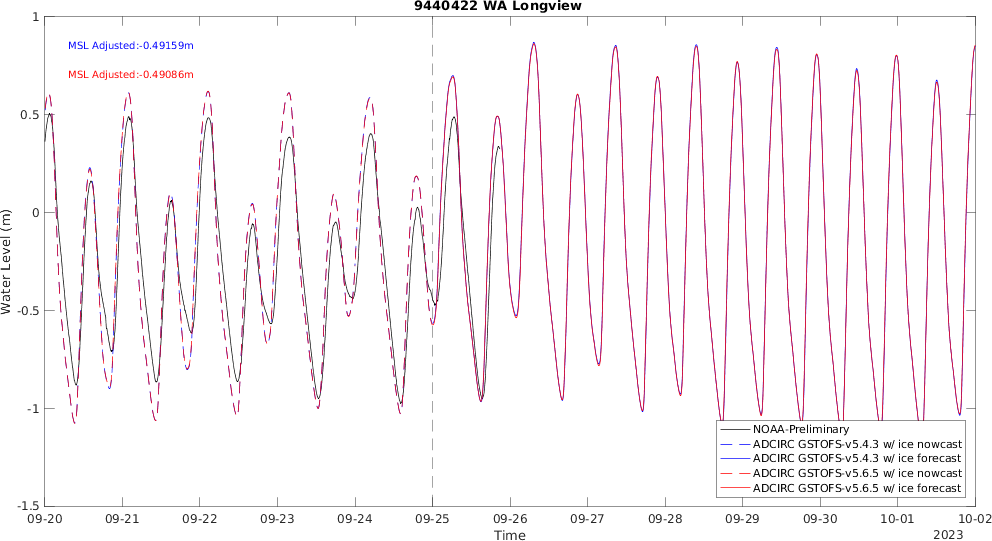 9440422 WA Longview
MSL Adjusted:-0.49159m
MSL Adjusted:-0.49086m
Water Level (m)
1
0.5
0
-0.5
-1
-1.5
NOAA-Preliminary
ADCIRC GSTOFS-v5.4.3 w/ ice nowcast
ADCIRC GSTOFS-v5.4.3 w/ ice forecast
ADCIRC GSTOFS-v5.6.5 w/ ice nowcast
ADCIRC GSTOFS-v5.6.5 w/ ice forecast
09-20 09-21 09-22 09-23 09-24 09-25 09-26 09-27 09-28 09-29 09-30 10-01 10-02
Time
2023